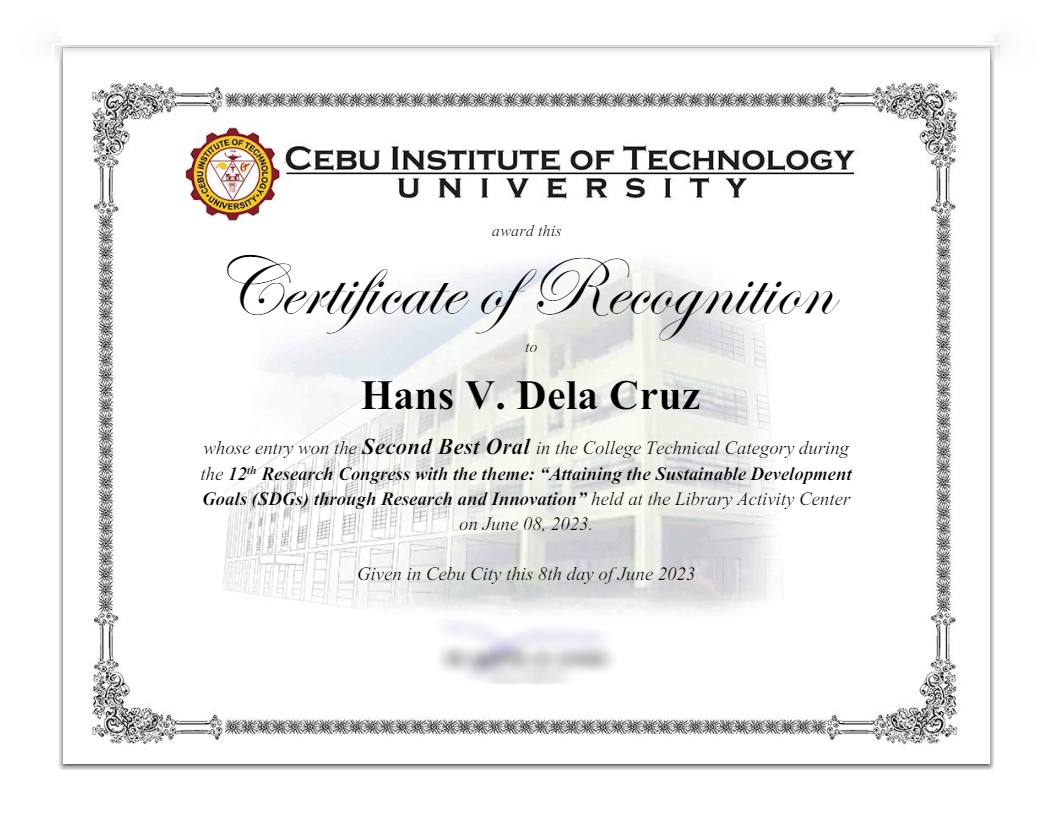 CEBU INSTITUTE OF TECHNOLOGY
UNIVERSITY
CEBU INSTITUTE OF TECHNOLOGY
UNIVERSITY
award this
Certificate of Recognition
to
Hans V. Dela Cruz
whose entry won the Second Best Oral in the College Technical Category during
the 12th Research Congress with the theme: “Attaining the Sustainable Development
Goals (SDGs) through Research and Innovation” held at the Library Activity Center
on June 08, 2023.
Given in Cebu City this 8th day of June 2023